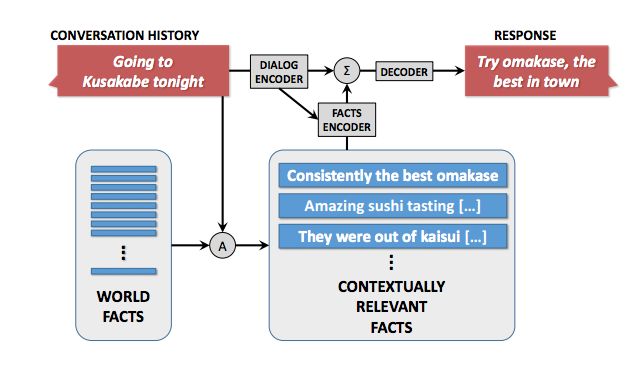 CONVERSATION HISTORY
RESPONSE
Going to
Kusakabe tonight
DIALOG
ENCODER
Σ
DECODER
Try omakase, the
best in town
FACTS
ENCODER
Consistently the best omakase
Amazing sushi tasting [...]
They were out of kaisui [...]
A
WORLD
FACTS
CONTEXTUALLY
RELEVANT
FACTS